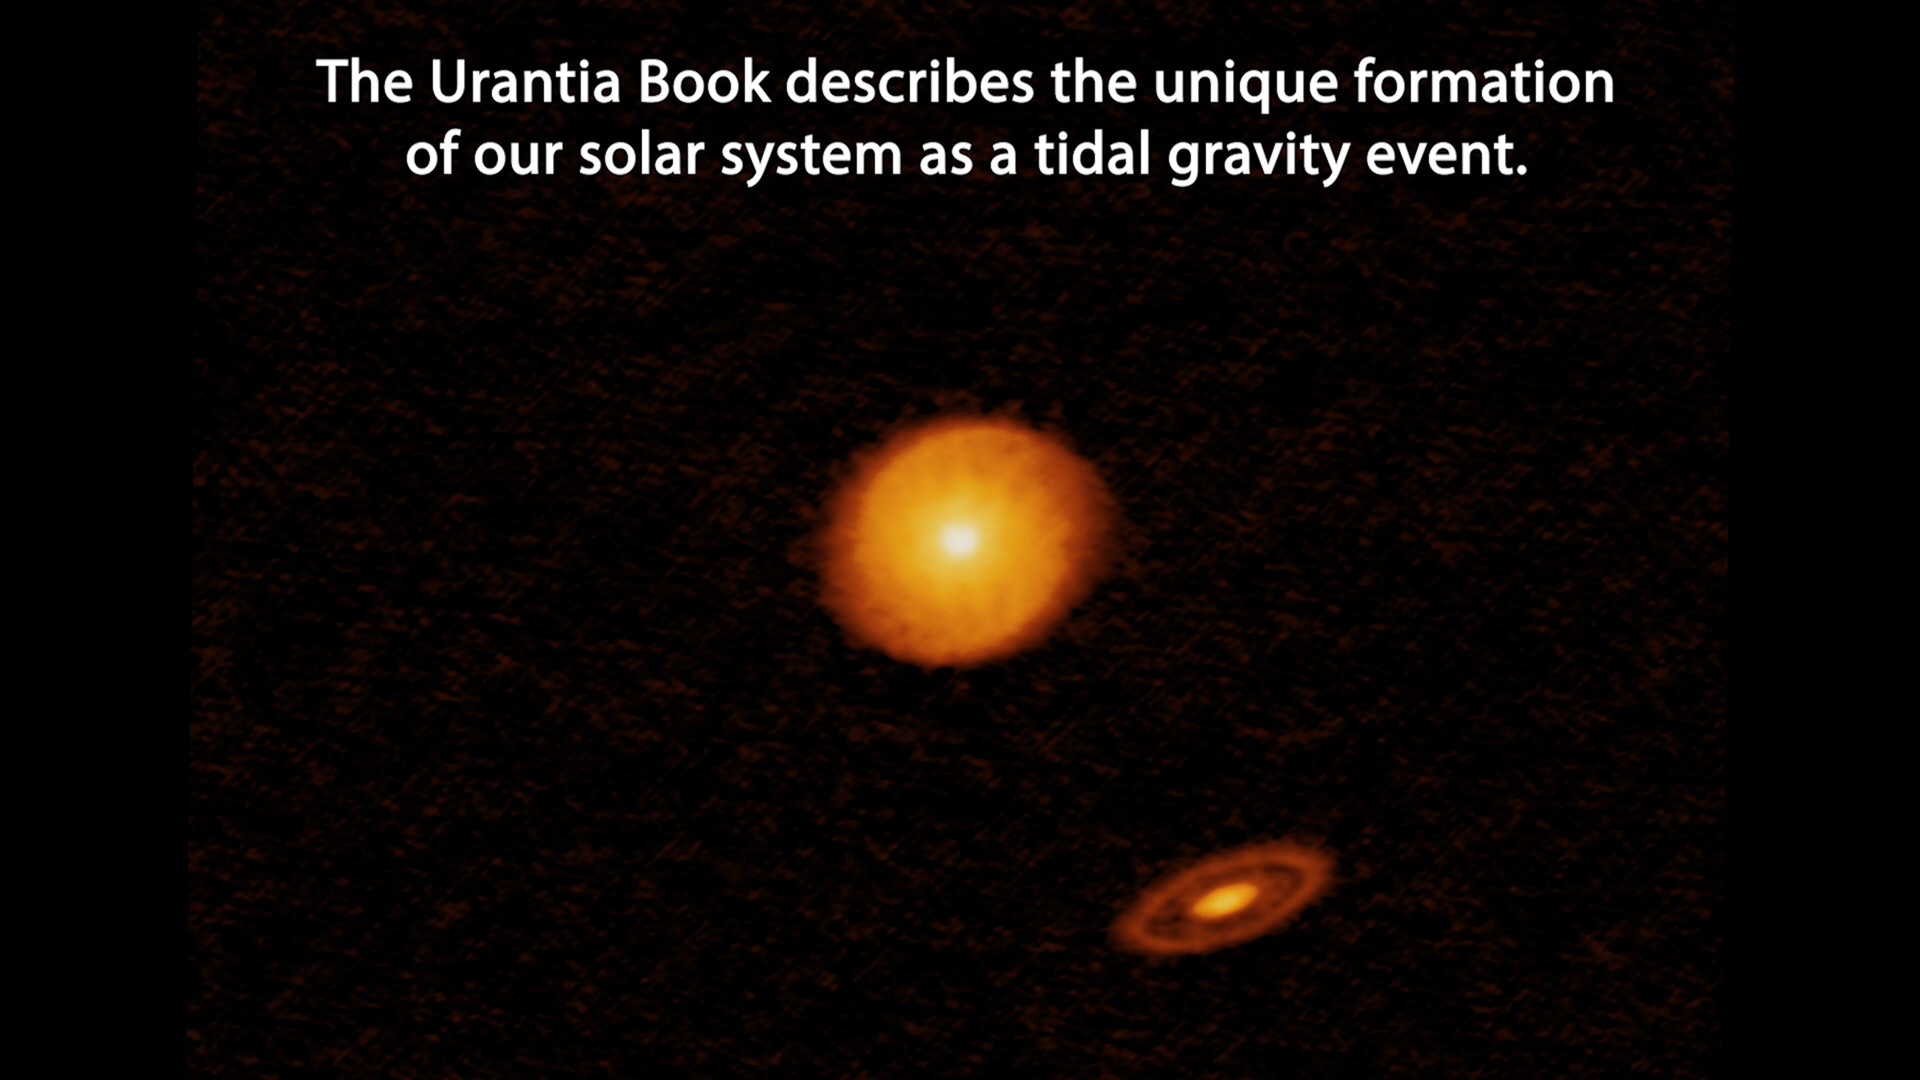 The Urantia Book describes the unique formation
of our solar system as a tidal gravity event.